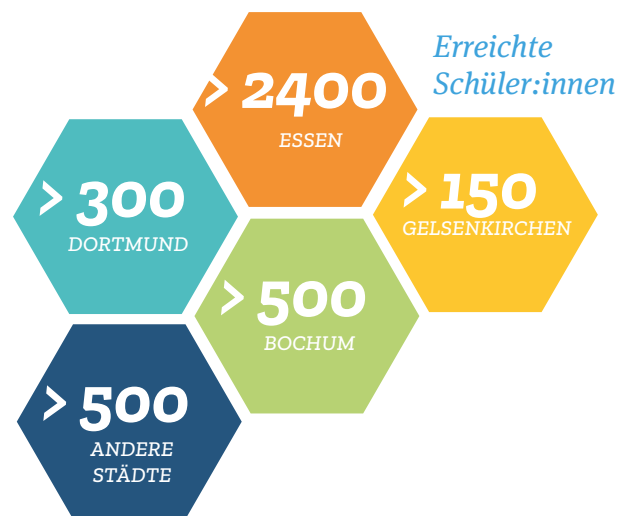 Erreichte
Schüler:innen
> 2400
ESSEN
> 300
DORTMUND
> 150
GELSENKIRCHEN
> 500
BOCHUM
> 500
ANDERE
STÄDTE